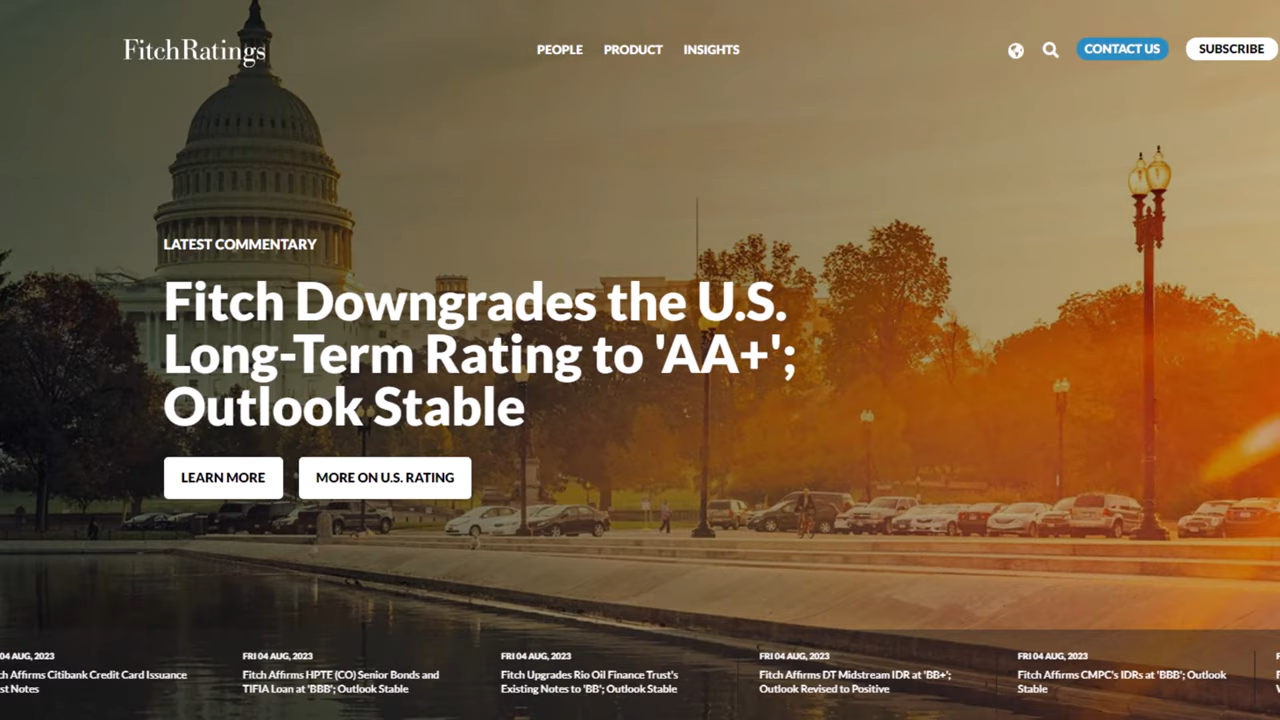 FitchRatings
PEOPLE PRODUCT INSIGHTS
CONTACT US
SUBSCRIBE
LATEST COMMENTARY
Fitch Downgrades the U.S.
Long-Term Rating to 'AA+';
Outlook Stable
LEARN MORE
MORE ON U.S. RATING
04 AUG, 2023
Affirms Citibank Credit Card Issuance
Notes
FRI 04 AUG, 2023
Fitch Affirms HPTE (CO) Senior Bonds and
TIFIA Loan at 'BBB'; Outlook Stable
FRI 04 AUG, 2023
Fitch Upgrades Rio Oil Finance Trust's
Existing Notes to 'BB'; Outlook Stable
FRI 04 AUG, 2023
Fitch Affirms DT Midstream IDR at 'BB+';
Outlook Revised to Positive
FRI 04 AUG, 2023
Fitch Affirms CMPC's IDRs at 'BBB'; Outlook
Stable